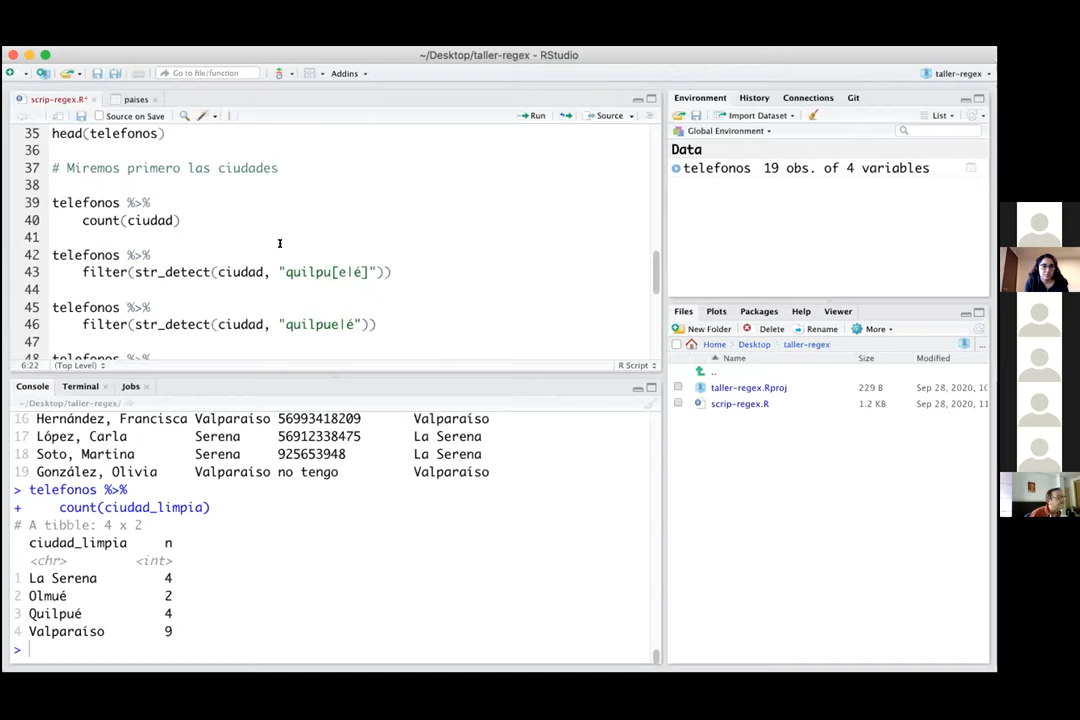 ~/Desktop/taller-regex - RStudio
Go to file/function
Addins
taller-regex
scrip-regex.R*
paises
Source on Save
Run
Source
35 head(telefonos)
36
37 # Miremos primero las ciudades
38
39 telefonos %>%
40 count(ciudad)
41
42 telefonos %>%
43 filter(str_detect(ciudad, "quilpu[e|é]"))
44
45 telefonos %>%
46 filter(str_detect(ciudad, "quilpue|é"))
47
48 telefonos %>%
6:22 (Top Level) R Script
Console Terminal Jobs
~/Desktop/taller-regex/
16 Hernández, Francisca Valparaíso 56993418209 Valparaíso
17 López, Carla Serena 56912338475 La Serena
18 Soto, Martina Serena 925653948 La Serena
19 González, Olivia Valparaíso no tengo Valparaíso
> telefonos %>%
+ count(ciudad_limpia)
# A tibble: 4 x 2
ciudad_limpia n
<chr> <int>
1 La Serena 4
2 Olmué 2
3 Quilpué 4
4 Valparaíso 9
>
Environment History Connections Git
Import Dataset
List
Global Environment
Data
telefonos 19 obs. of 4 variables
Files Plots Packages Help Viewer
New Folder Delete Rename More
Home Desktop taller-regex
...
Name Size Modified
..
taller-regex.Rproj 229 B Sep 28, 2020, 10
scrip-regex.R 1.2 KB Sep 28, 2020, 11